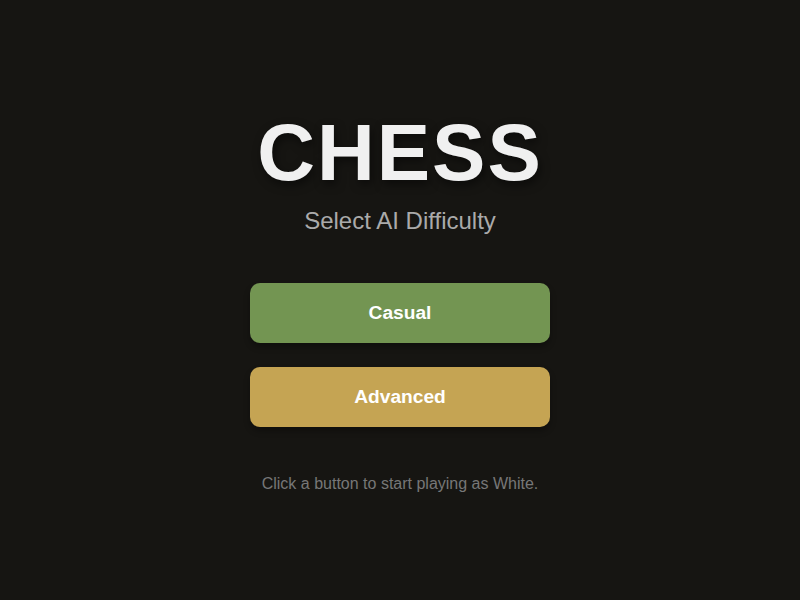 CHESS
Select AI Difficulty
Casual
Advanced
Click a button to start playing as White.